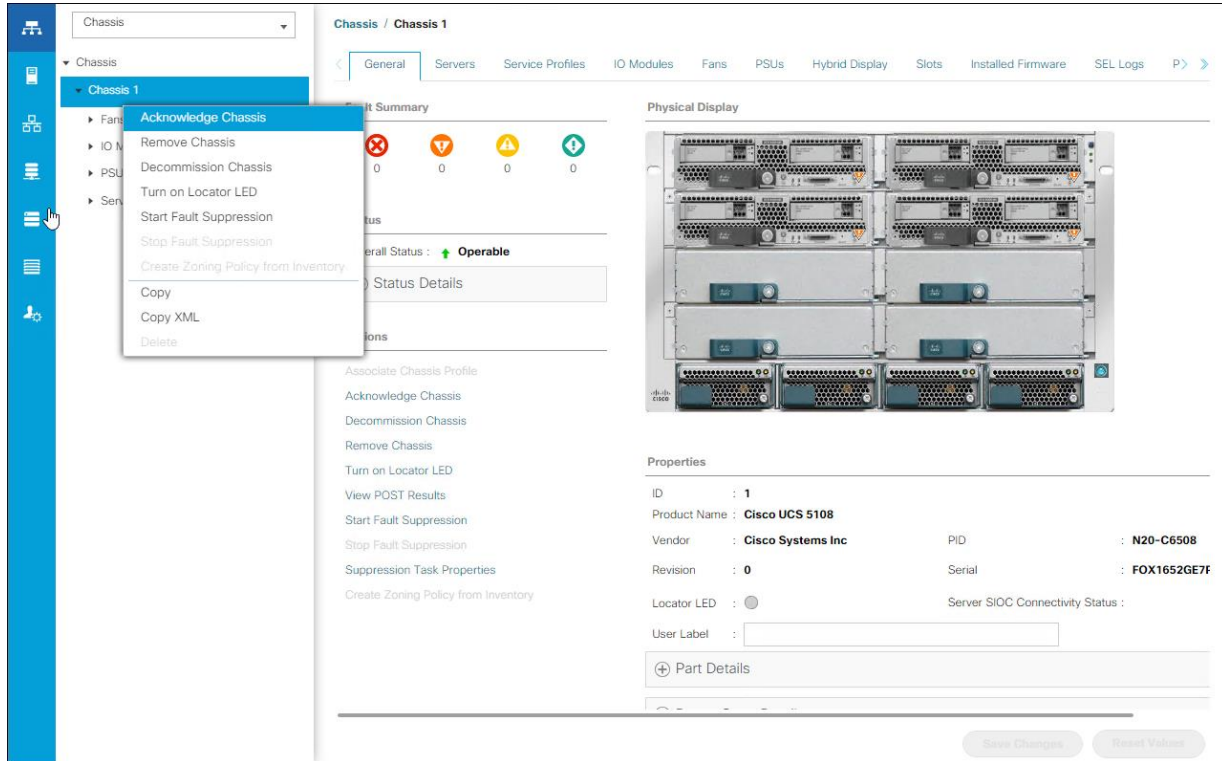 Chassis
Chassis / Chassis 1
Chassis
Chassis 1
Fans
IO M
PSU
Serv
Acknowledge Chassis
Remove Chassis
Decommission Chassis
Turn on Locator LED
Start Fault Suppression
Stop Fault Suppression
Create Zoning Policy from Inventory
Copy
Copy XML
Delete
General Servers Service Profiles IO Modules Fans PSUs Hybrid Display Slots Installed Firmware SEL Logs P
lt Summary
0 0 0 0
tus
erall Status : Operable
Status Details
ions
Associate Chassis Profile
Acknowledge Chassis
Decommission Chassis
Remove Chassis
Turn on Locator LED
View POST Results
Start Fault Suppression
Stop Fault Suppression
Suppression Task Properties
Create Zoning Policy from Inventory
Physical Display
CISCO
Properties
ID : 1
Product Name : Cisco UCS 5108
Vendor : Cisco Systems Inc PID : N20-C6508
Revision : 0 Serial : FOX1652GE7
Locator LED : Server SIOC Connectivity Status :
User Label :
Part Details
Save Changes Reset Values